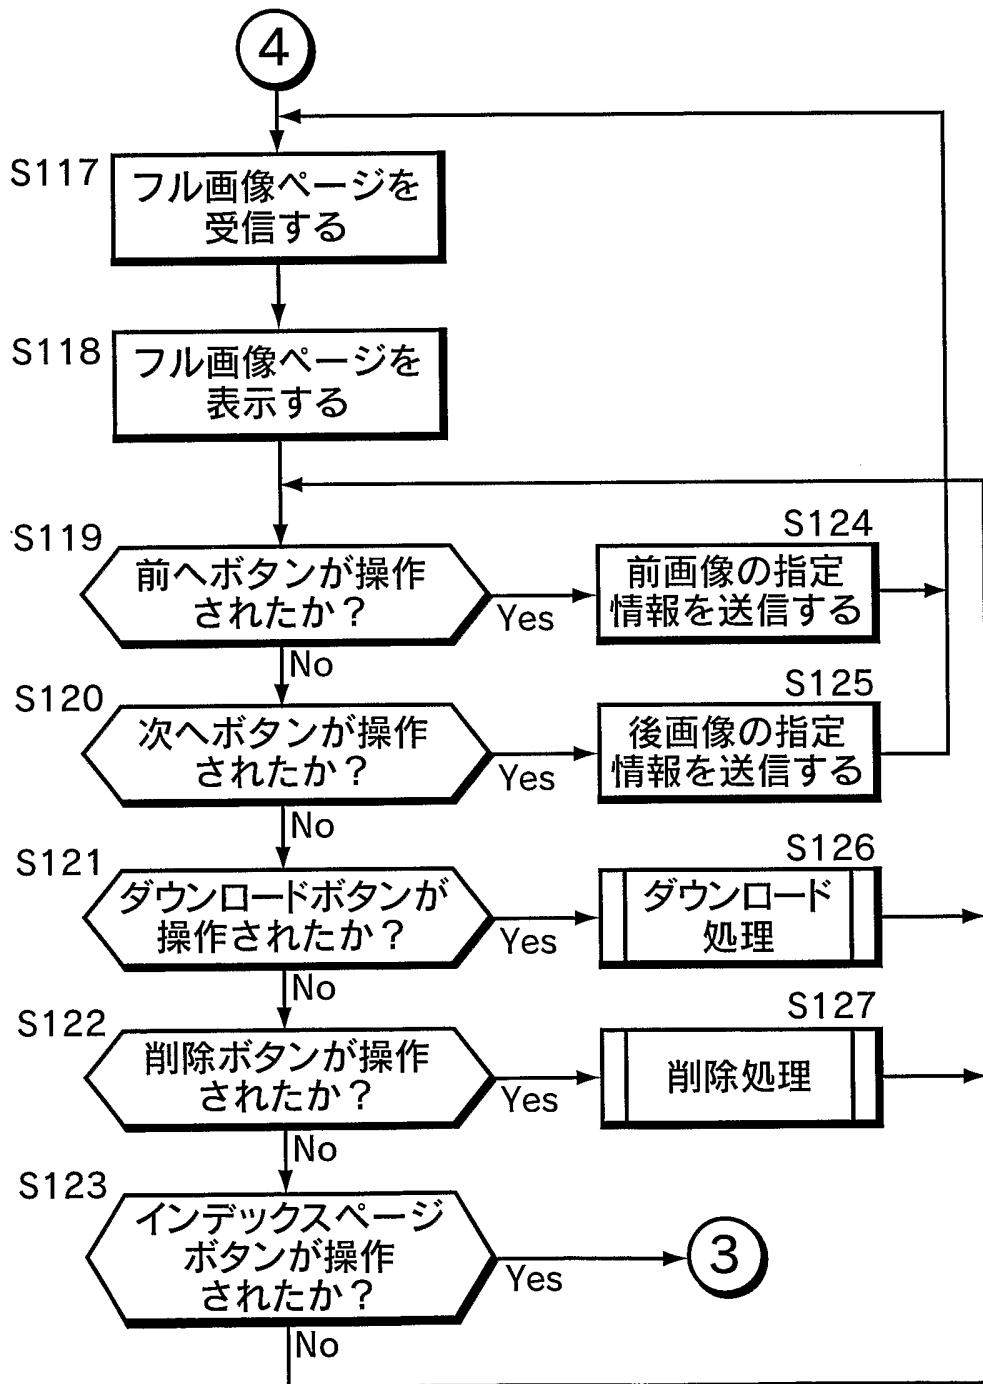 4
S117
フル画像ページを
受信する
S118
フル画像ページを
表示する
S119
前へボタンが操作
されたか？
Yes
No
S124
前画像の指定
情報を送信する
S120
次へボタンが操作
されたか？
Yes
No
S125
後画像の指定
情報を送信する
S121
ダウンロードボタンが
操作されたか？
Yes
No
S126
ダウンロード
処理
S122
削除ボタンが操作
されたか？
Yes
No
S127
削除処理
S123
インデックスページ
ボタンが操作
されたか？
Yes
No
3